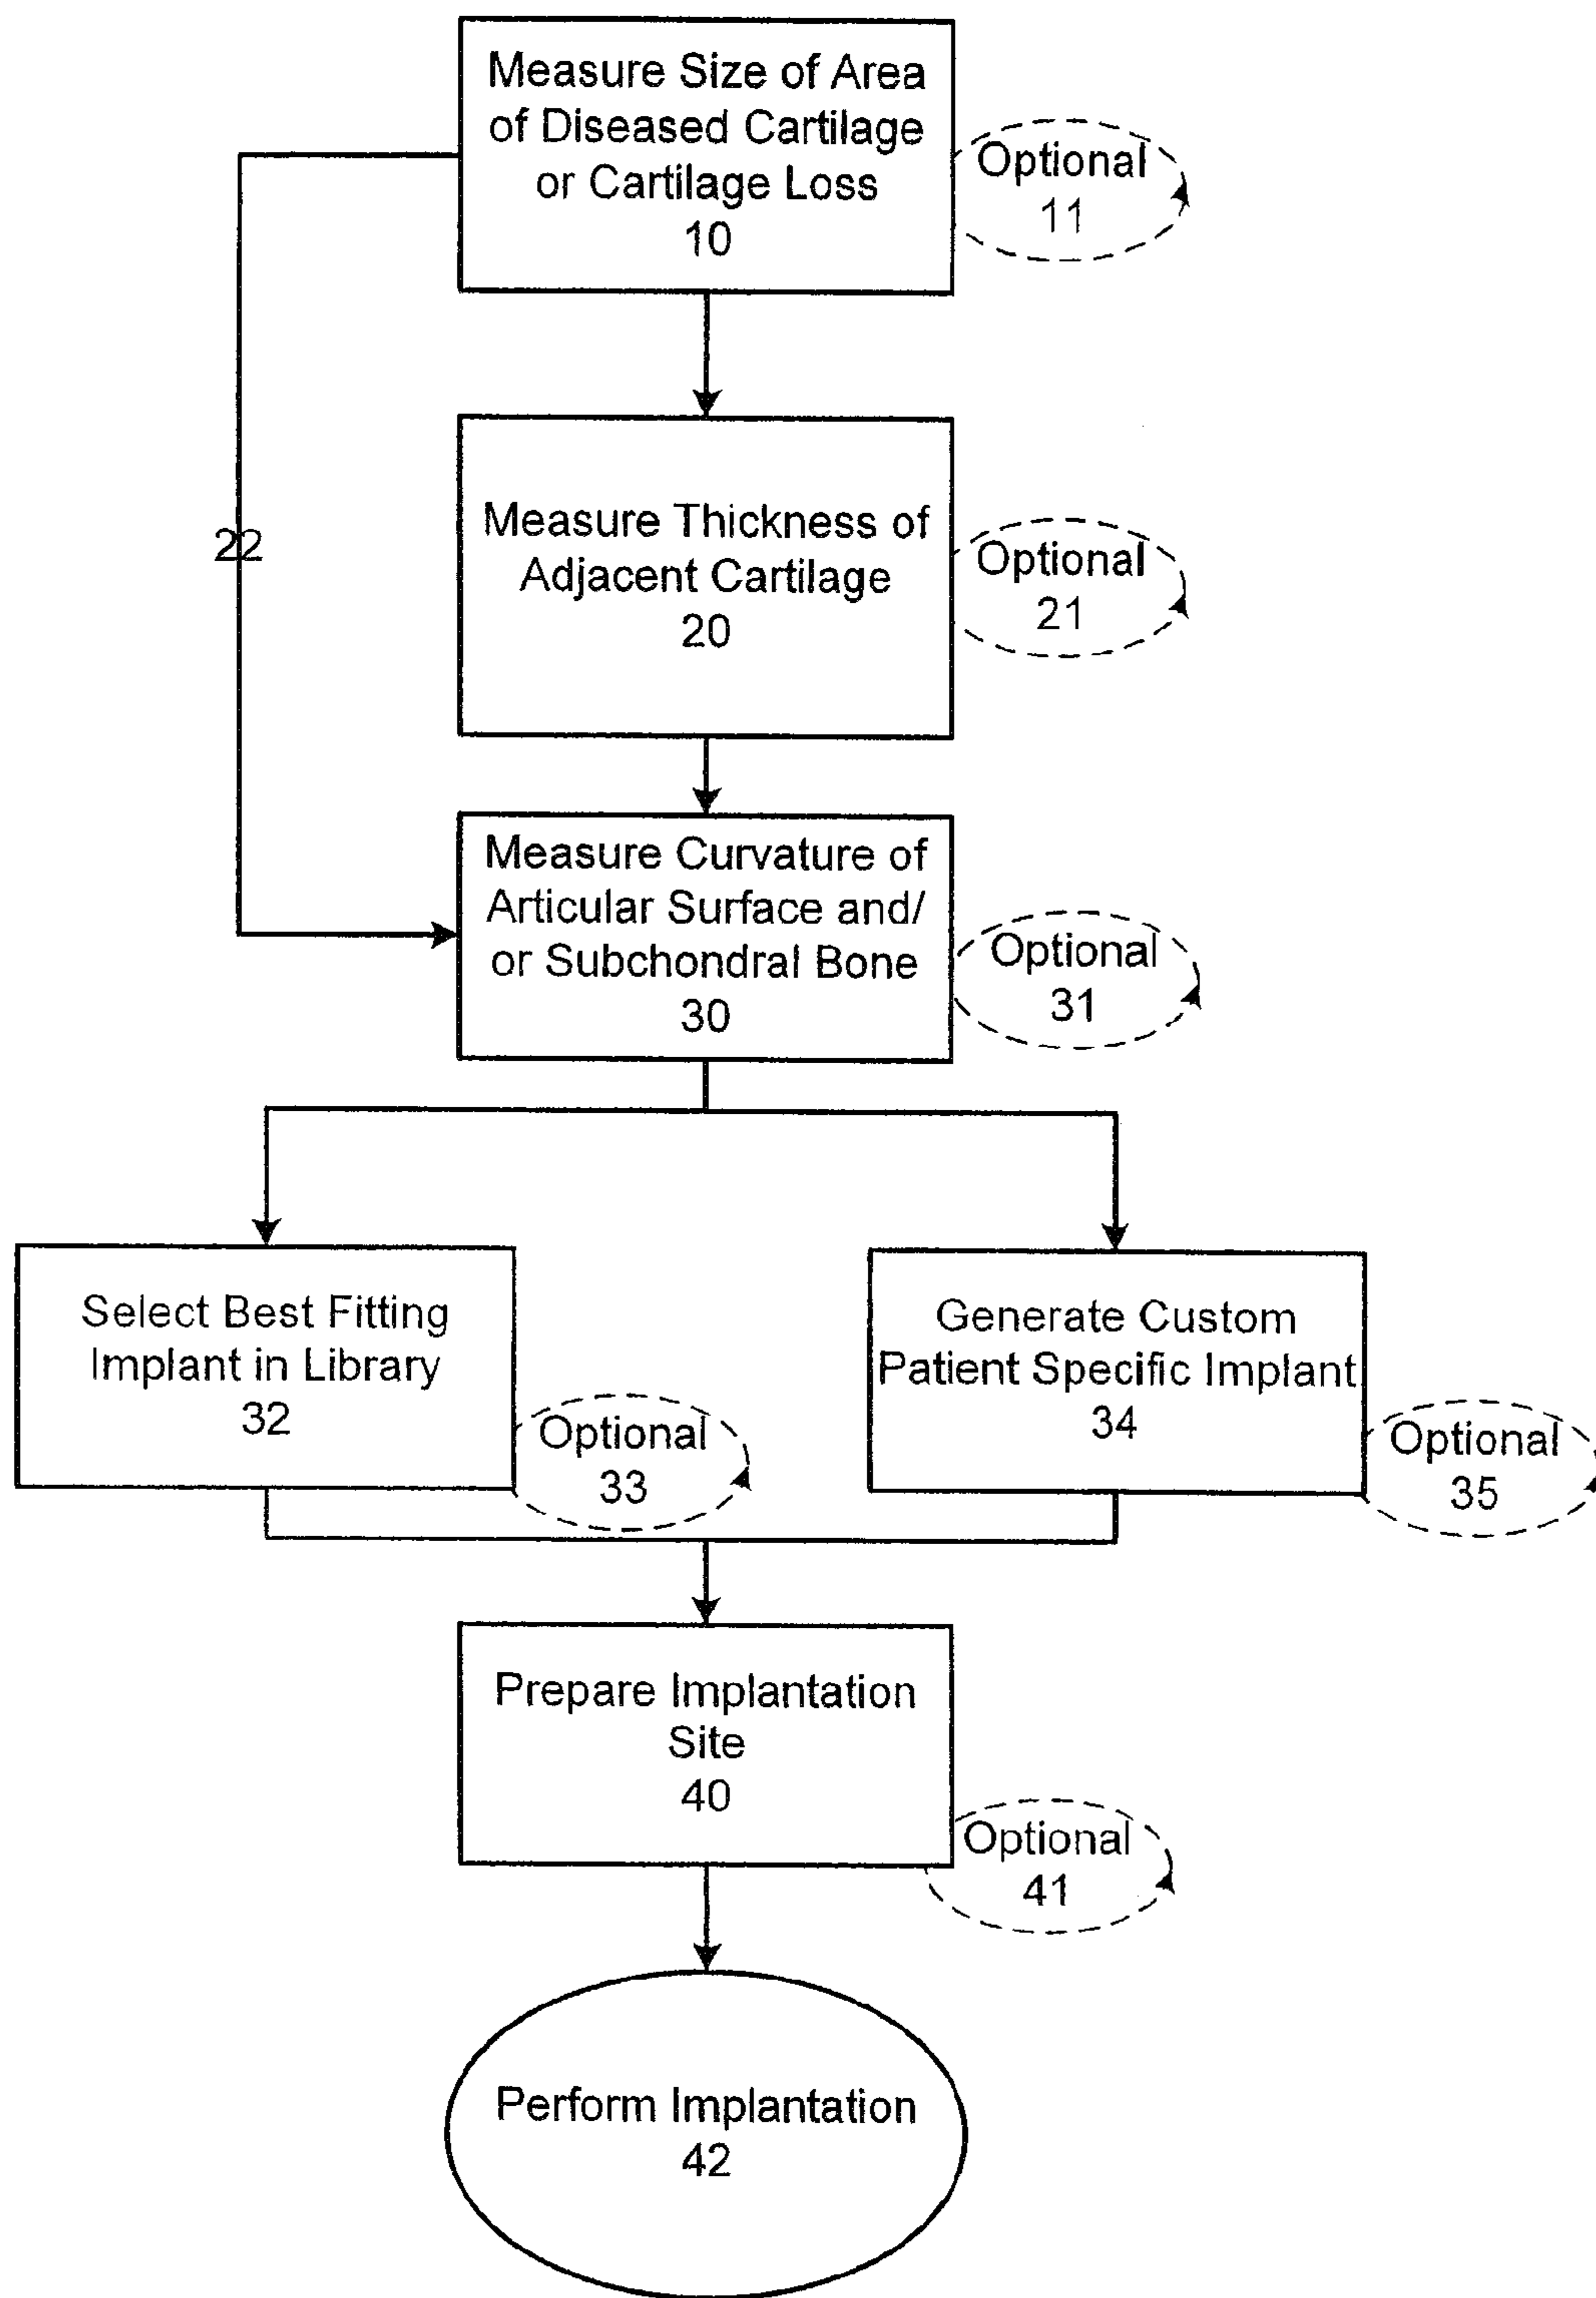 Measure Size of Area
of Diseased Cartilage
or Cartilage Loss
10
Optional
11
22
Measure Thickness of
Adjacent Cartilage
20
Optional
21
Measure Curvature of
Articular Surface and/
or Subchondral Bone
30
Optional
31
Select Best Fitting
Implant in Library
32
Optional
33
Generate Custom
Patient Specific Implant
34
Optional
35
Prepare Implantation
Site
40
Optional
41
Perform Implantation
42